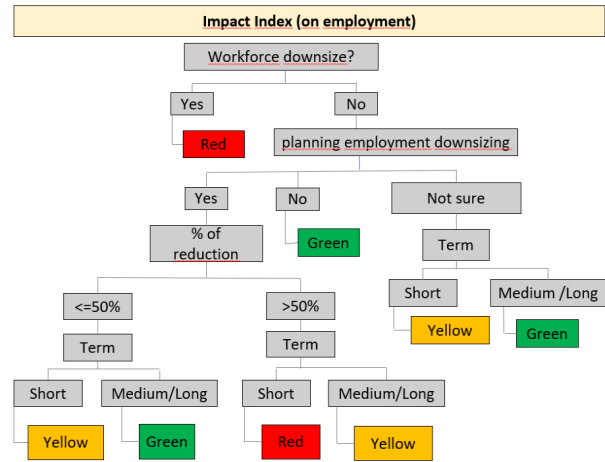 Impact Index (on employment)
Workforce downsize?
Yes
No
Red
planning employment downsizing
Yes
No
Not sure
Green
% of
reduction
Term
<=50%
>50%
Short
Medium /Long
Yellow
Green
Term
Term
Short
Medium/Long
Short
Medium/Long
Yellow
Green
Red
Yellow